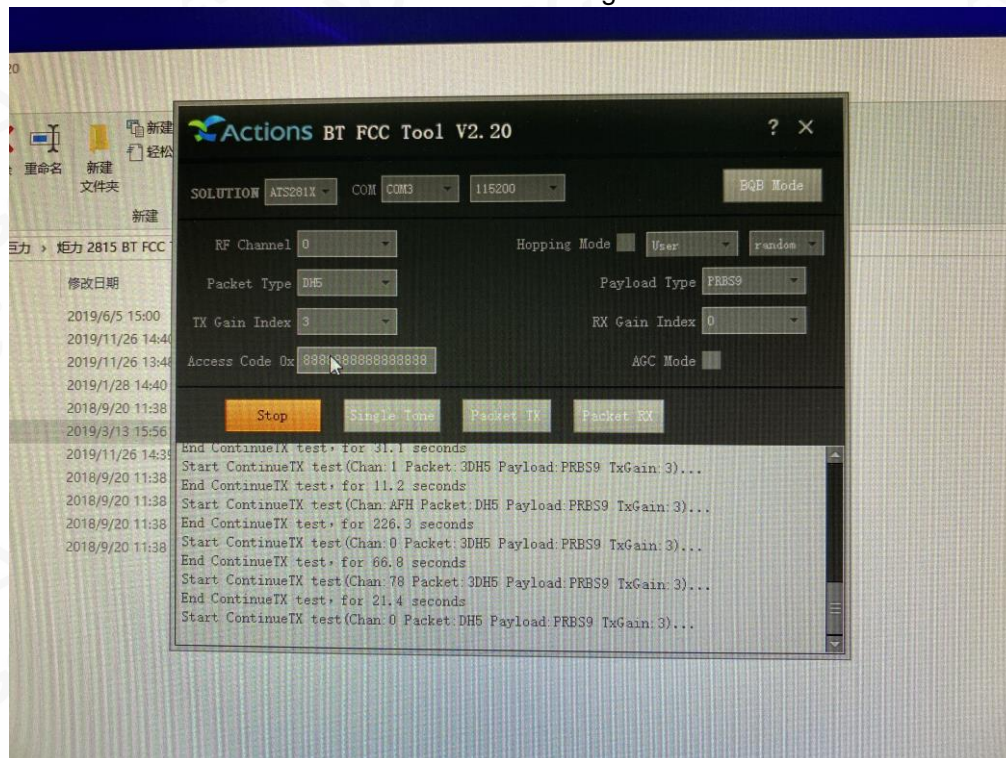 20
重命名
新建
文件夹
新建
轻松
新建
巨力 › 炬力 2815 BT FCC
修改日期
2019/6/5 15:00
2019/11/26 14:40
2019/11/26 13:48
2019/1/28 14:40
2018/9/20 11:38
2019/3/13 15:56
2019/11/26 14:39
2018/9/20 11:38
2018/9/20 11:38
2018/9/20 11:38
2018/9/20 11:38
Actions BT FCC Tool V2.20 ? ×
SOLUTION ATS281X COM COM3 115200 BQB Mode
RF Channel 0 Hopping Mode User random
Packet Type DH5 Payload Type PRBS9
TX Gain Index 3 RX Gain Index 0
Access Code 0x 8888888888888888 AGC Mode
Stop Single Tone Packet TX Packet RX
End ContinueTX test, for 31.1 seconds
Start ContinueTX test(Chan:1 Packet:3DH5 Payload:PRBS9 TxGain:3)...
End ContinueTX test, for 11.2 seconds
Start ContinueTX test(Chan:AFH Packet:DH5 Payload:PRBS9 TxGain:3)...
End ContinueTX test, for 226.3 seconds
Start ContinueTX test(Chan:0 Packet:3DH5 Payload:PRBS9 TxGain:3)...
End ContinueTX test, for 66.8 seconds
Start ContinueTX test(Chan:78 Packet:3DH5 Payload:PRBS9 TxGain:3)...
End ContinueTX test, for 21.4 seconds
Start ContinueTX test(Chan:0 Packet:DH5 Payload:PRBS9 TxGain:3)...